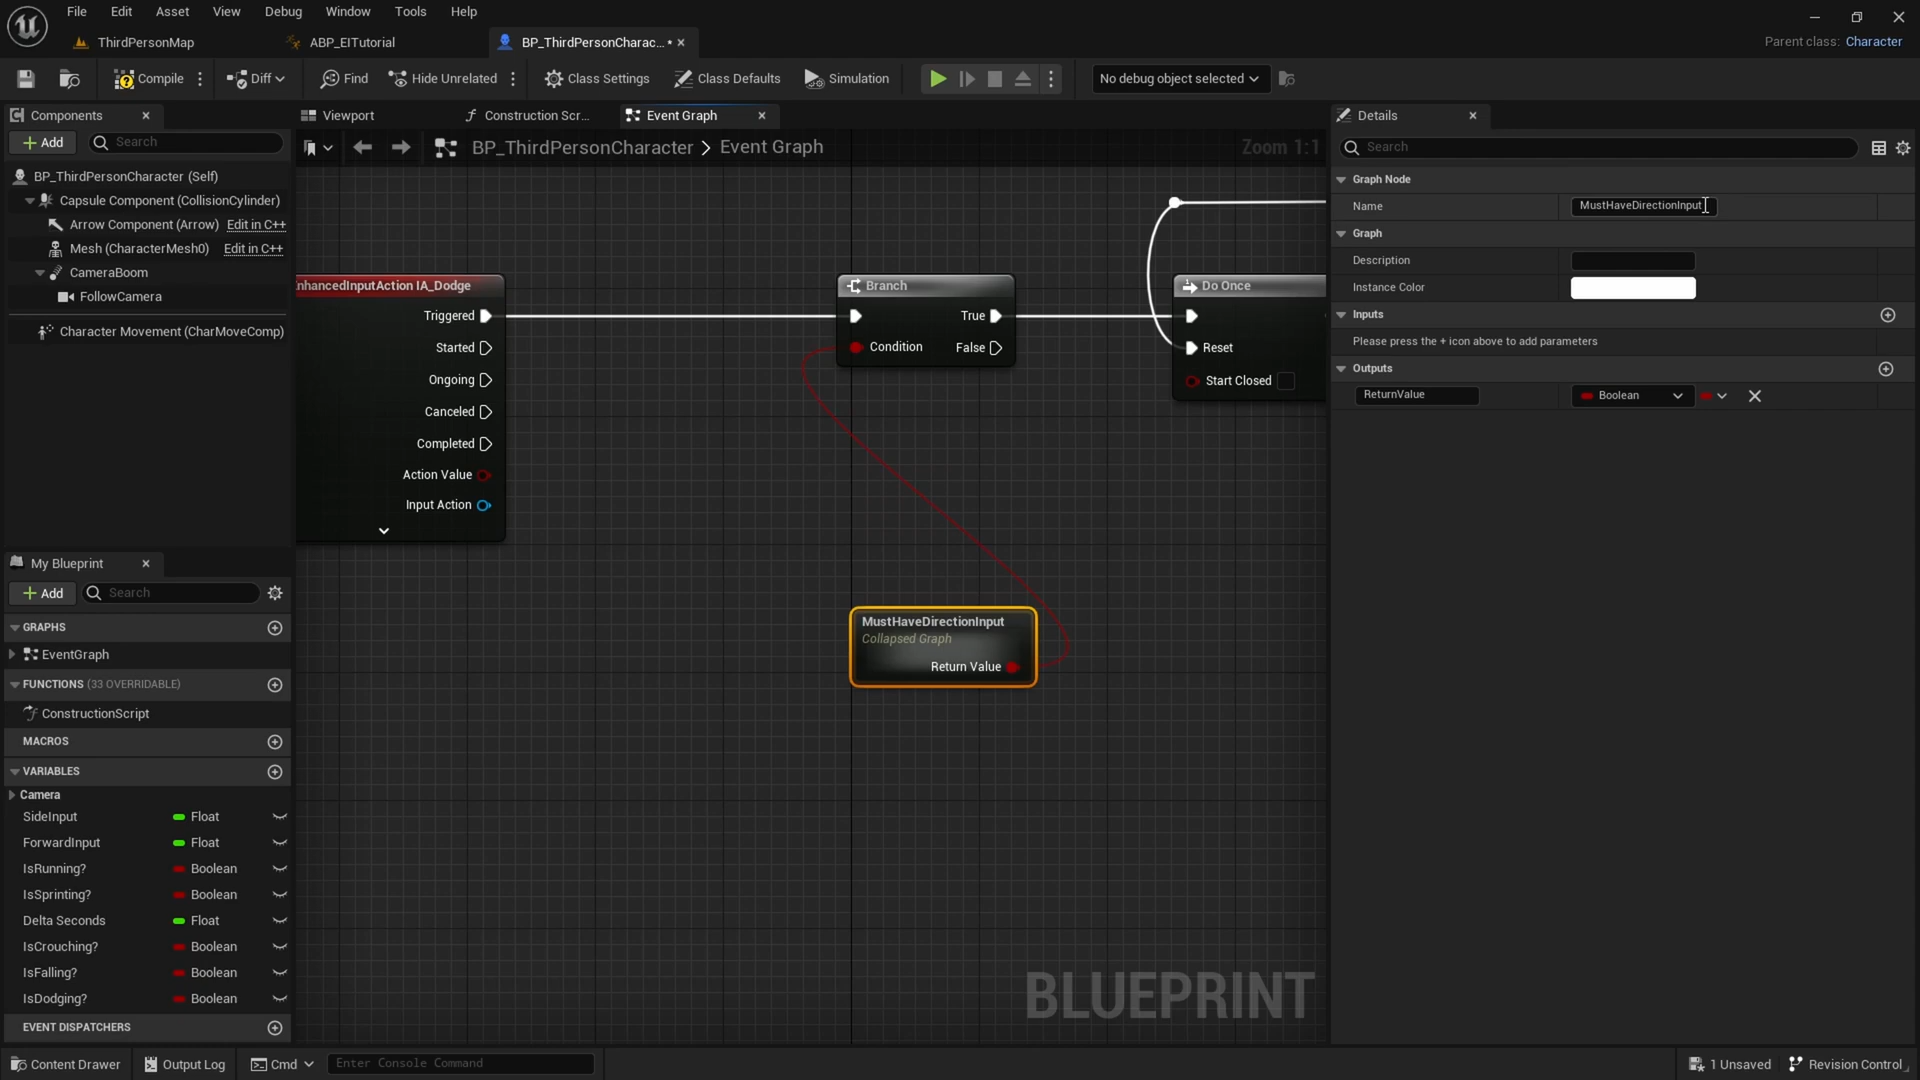 File Edit Asset View Debug Window Tools Help
ThirdPersonMap ABP_EITutorial BP_ThirdPersonCharac... •
Parent class: Character
Compile Diff Find Hide Unrelated Class Settings Class Defaults Simulation No debug object selected
Components
Viewport Construction Scr... Event Graph
Details
Add Search
BP_ThirdPersonCharacter > Event Graph
Zoom 1:1
Search
BP_ThirdPersonCharacter (Self)
Capsule Component (CollisionCylinder)
Arrow Component (Arrow) Edit in C++
Mesh (CharacterMesh0) Edit in C++
CameraBoom
FollowCamera
Character Movement (CharMoveComp)
nhancedInputAction IA_Dodge
Triggered
Started
Ongoing
Canceled
Completed
Action Value
Input Action
Branch
True
Condition False
Do Once
Reset
Start Closed
MustHaveDirectionInput
Collapsed Graph
Return Value
BLUEPRINT
Graph Node
Name MustHaveDirectionInput
Graph
Description
Instance Color
Inputs
Please press the + icon above to add parameters
Outputs
ReturnValue Boolean
My Blueprint
Add Search
GRAPHS
EventGraph
FUNCTIONS (33 OVERRIDABLE)
ConstructionScript
MACROS
VARIABLES
Camera
SideInput Float
ForwardInput Float
IsRunning? Boolean
IsSprinting? Boolean
Delta Seconds Float
IsCrouching? Boolean
IsFalling? Boolean
IsDodging? Boolean
EVENT DISPATCHERS
Content Drawer Output Log Cmd Enter Console Command 1 Unsaved Revision Control